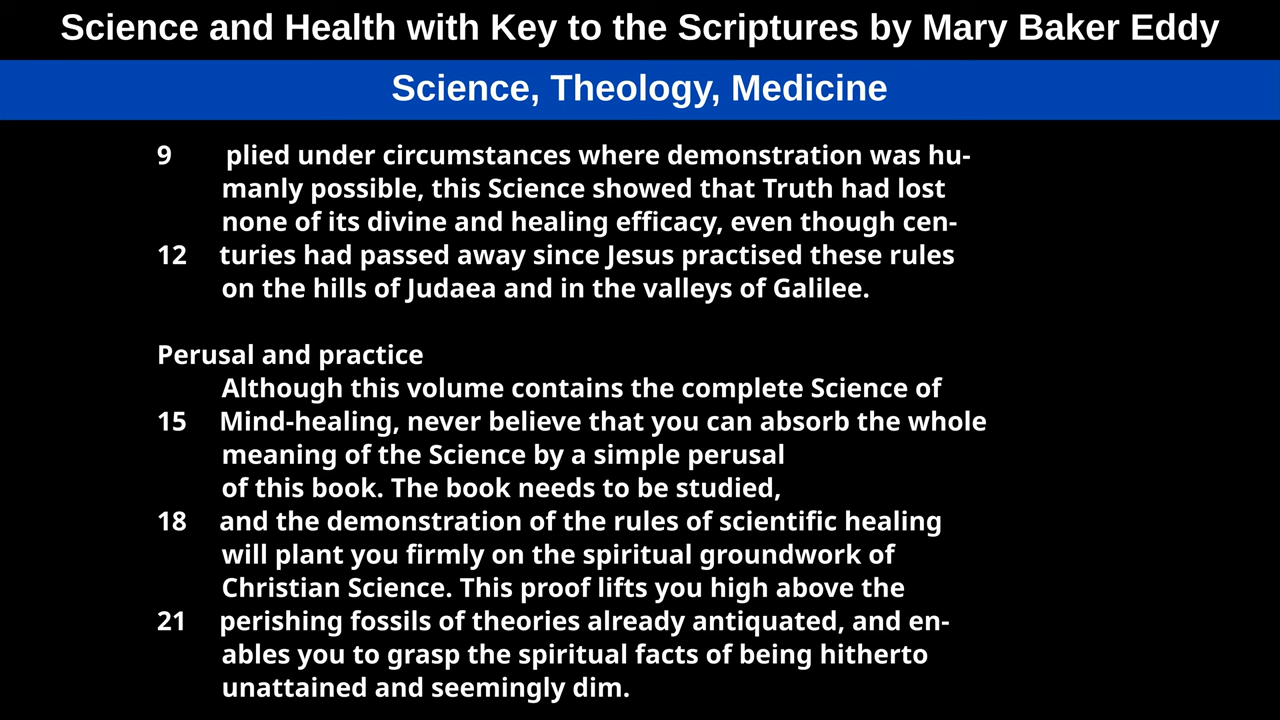 Science and Health with Key to the Scriptures by Mary Baker Eddy
Science, Theology, Medicine
9 plied under circumstances where demonstration was hu-
manly possible, this Science showed that Truth had lost
none of its divine and healing efficacy, even though cen-
12 turies had passed away since Jesus practised these rules
on the hills of Judaea and in the valleys of Galilee.
Perusal and practice
Although this volume contains the complete Science of
15 Mind-healing, never believe that you can absorb the whole
meaning of the Science by a simple perusal
of this book. The book needs to be studied,
18 and the demonstration of the rules of scientific healing
will plant you firmly on the spiritual groundwork of
Christian Science. This proof lifts you high above the
21 perishing fossils of theories already antiquated, and en-
ables you to grasp the spiritual facts of being hitherto
unattained and seemingly dim.